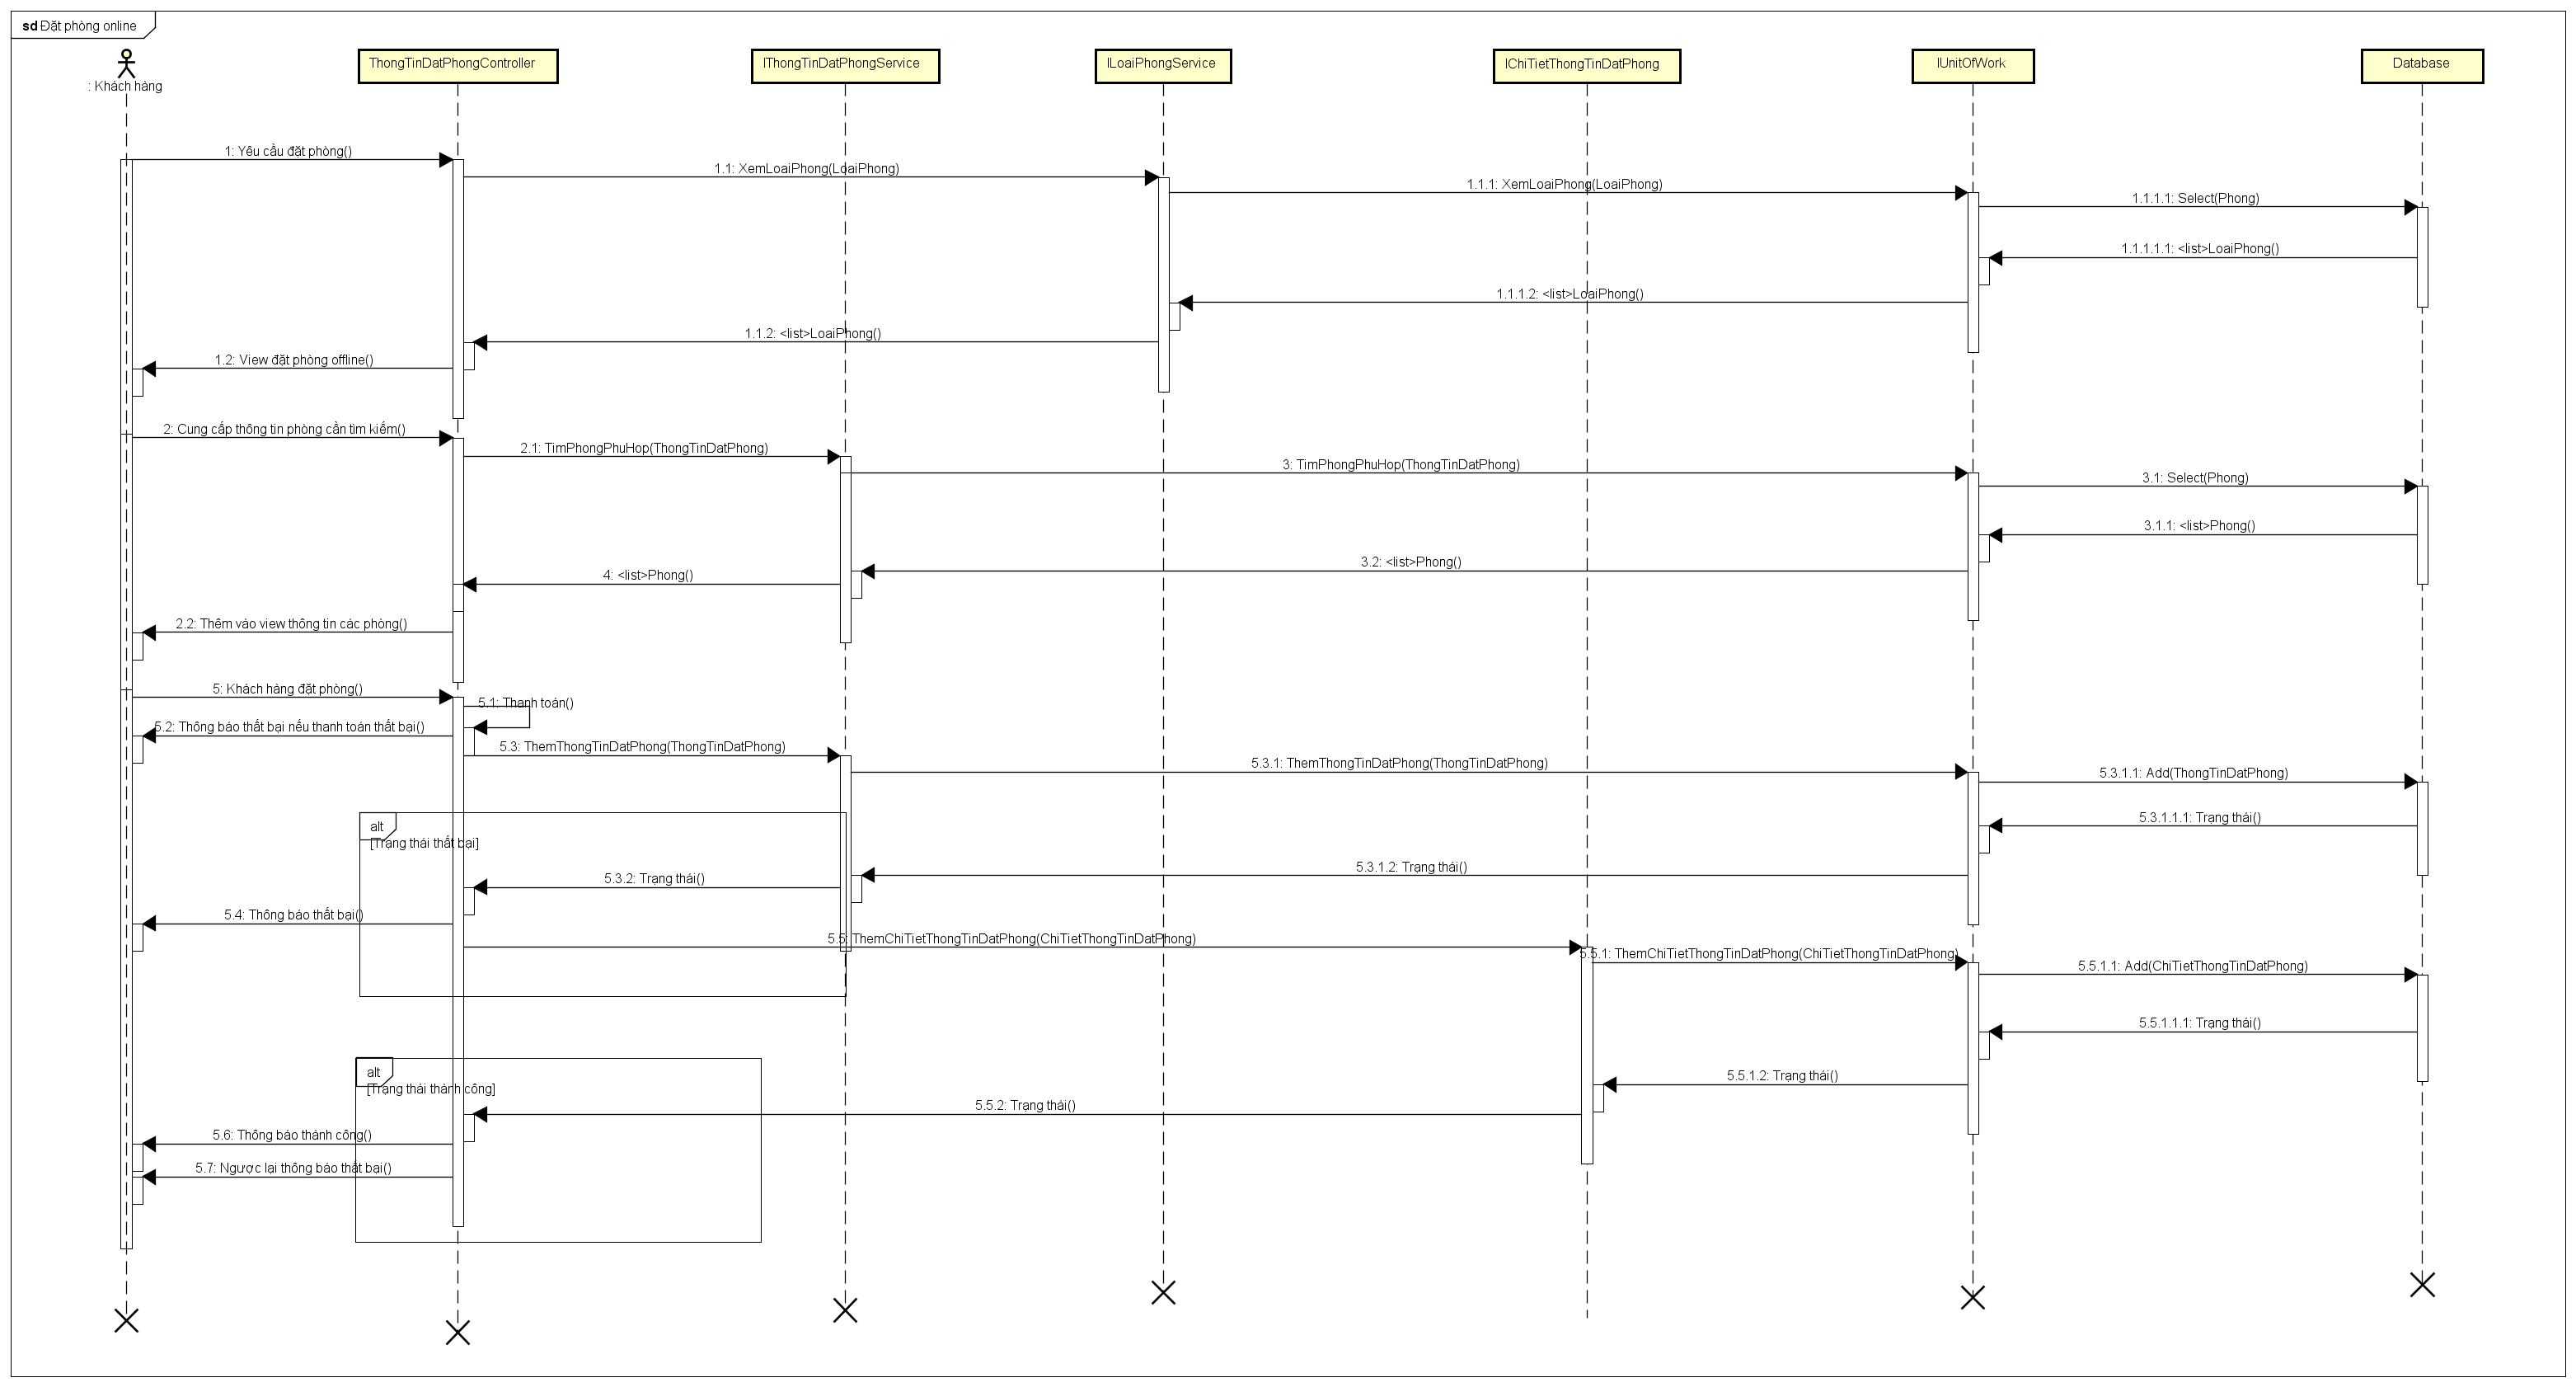 sd Đặt phòng online
: Khách hàng
ThongTinDatPhongController
IThongTinDatPhongService
ILoaiPhongService
IChiTietThongTinDatPhong
IUnitOfWork
Database
1: Yêu cầu đặt phòng()
1.1: XemLoaiPhong(LoaiPhong)
1.1.1: XemLoaiPhong(LoaiPhong)
1.1.1.1: Select(Phong)
1.1.1.1.1: <list>LoaiPhong()
1.1.1.2: <list>LoaiPhong()
1.1.2: <list>LoaiPhong()
1.2: View đặt phòng offline()
2: Cung cấp thông tin phòng cần tìm kiếm()
2.1: TimPhongPhuHop(ThongTinDatPhong)
3: TimPhongPhuHop(ThongTinDatPhong)
3.1: Select(Phong)
3.1.1: <list>Phong()
3.2: <list>Phong()
4: <list>Phong()
2.2: Thêm vào view thông tin các phòng()
5: Khách hàng đặt phòng()
5.1: Thanh toán()
5.2: Thông báo thất bại nếu thanh toán thất bại()
5.3: ThemThongTinDatPhong(ThongTinDatPhong)
5.3.1: ThemThongTinDatPhong(ThongTinDatPhong)
5.3.1.1: Add(ThongTinDatPhong)
5.3.1.1.1: Trạng thái()
alt
[Trạng thái thất bại]
5.3.1.2: Trạng thái()
5.3.2: Trạng thái()
5.4: Thông báo thất bại()
5.5: ThemChiTietThongTinDatPhong(ChiTietThongTinDatPhong)
5.5.1: ThemChiTietThongTinDatPhong(ChiTietThongTinDatPhong)
5.5.1.1: Add(ChiTietThongTinDatPhong)
5.5.1.1.1: Trạng thái()
alt
[Trạng thái thành công]
5.5.1.2: Trạng thái()
5.5.2: Trạng thái()
5.6: Thông báo thành công()
5.7: Ngược lại thông báo thất bại()